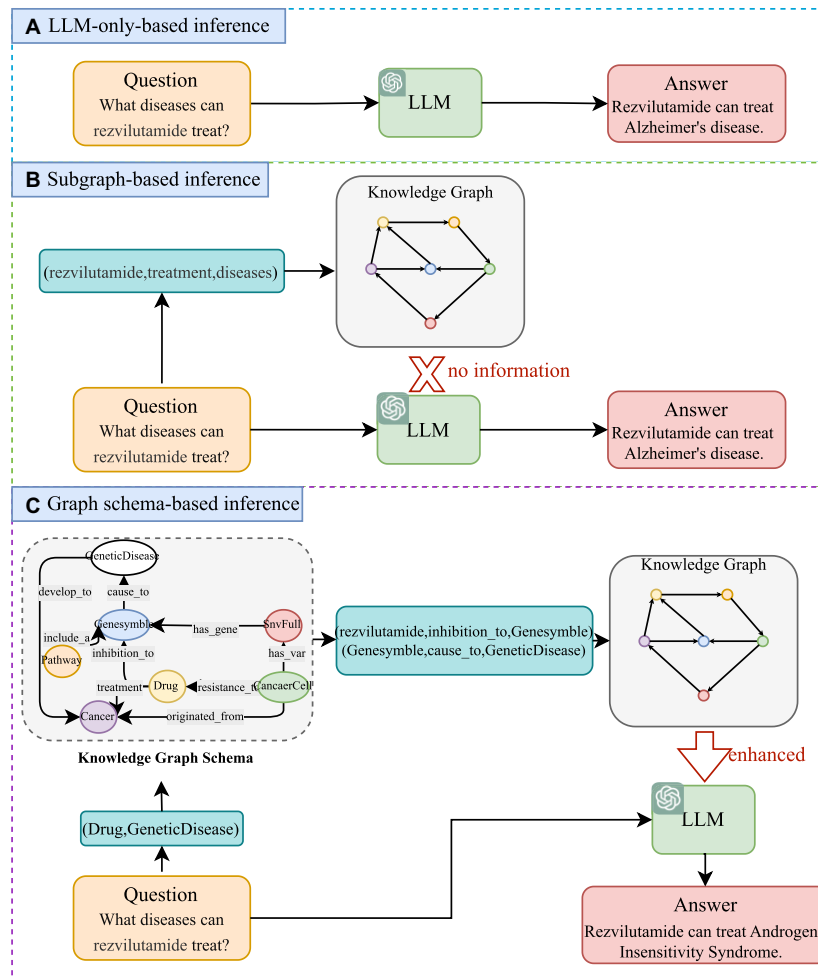 A LLM-only-based inference
Question
What diseases can
rezvilutamide treat?
LLM
Answer
Rezvilutamide can treat
Alzheimer's disease.
B Subgraph-based inference
Knowledge Graph
(rezvilutamide,treatment,diseases)
no information
Question
What diseases can
rezvilutamide treat?
LLM
Answer
Rezvilutamide can treat
Alzheimer's disease.
C Graph schema-based inference
GeneticDisease
develop_to
cause_to
Genesymble
has_gene
SnvFull
include_a
inhibition_to
has_var
Pathway
treatment
Drug
resistance_t
CancaerCell
Cancer
originated_from
Knowledge Graph Schema
(rezvilutamide,inhibition_to,Genesymble)
(Genesymble,cause_to,GeneticDisease)
Knowledge Graph
enhanced
(Drug,GeneticDisease)
LLM
Question
What diseases can
rezvilutamide treat?
Answer
Rezvilutamide can treat Androgen
Insensitivity Syndrome.